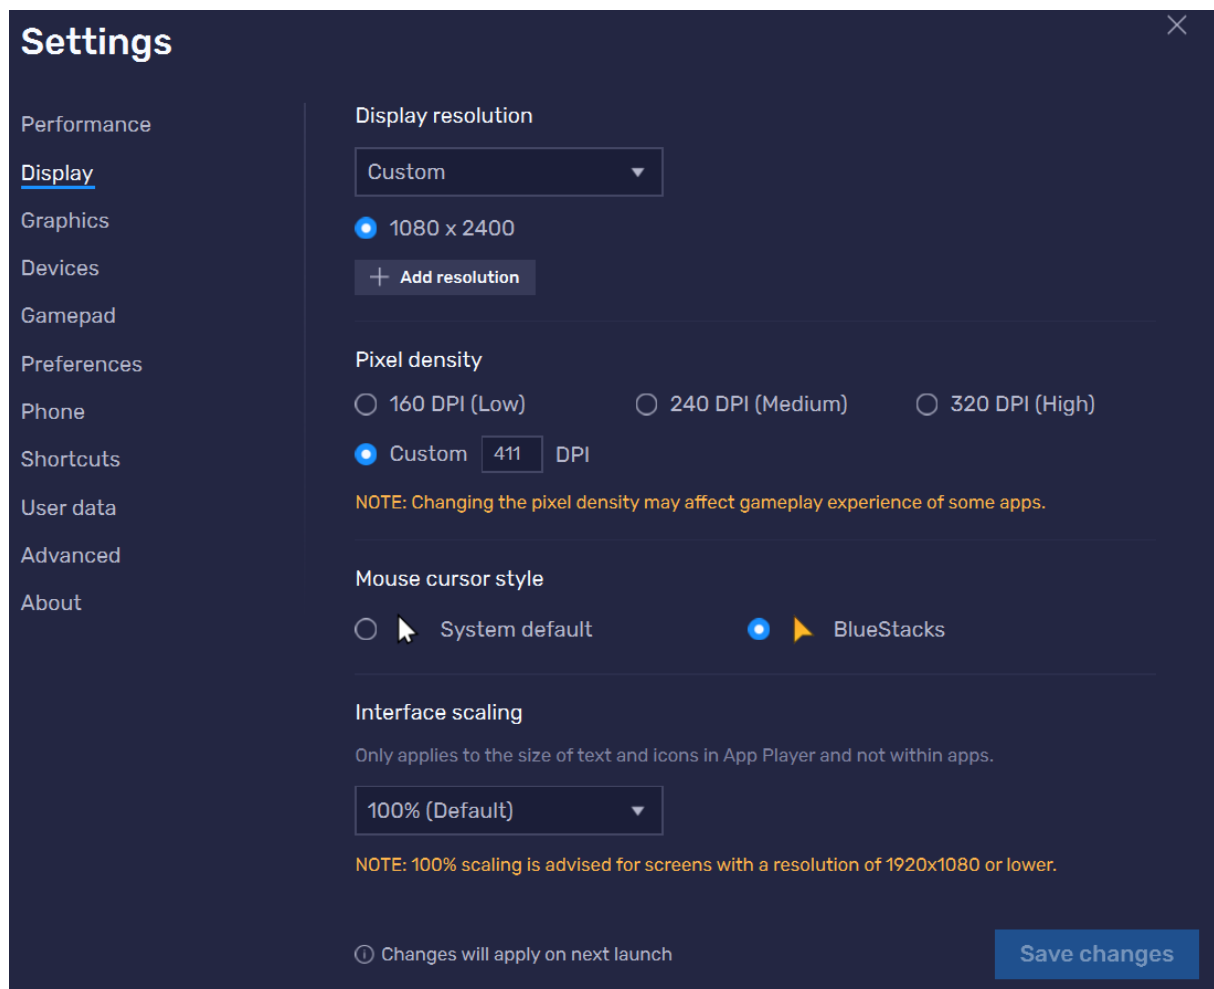 Settings
Performance
Display
Graphics
Devices
Gamepad
Preferences
Phone
Shortcuts
User data
Advanced
About
Display resolution
Custom
1080 x 2400
Add resolution
Pixel density
160 DPI (Low)
240 DPI (Medium)
320 DPI (High)
Custom 411 DPI
NOTE: Changing the pixel density may affect gameplay experience of some apps.
Mouse cursor style
System default
BlueStacks
Interface scaling
Only applies to the size of text and icons in App Player and not within apps.
100% (Default)
NOTE: 100% scaling is advised for screens with a resolution of 1920x1080 or lower.
Changes will apply on next launch
Save changes